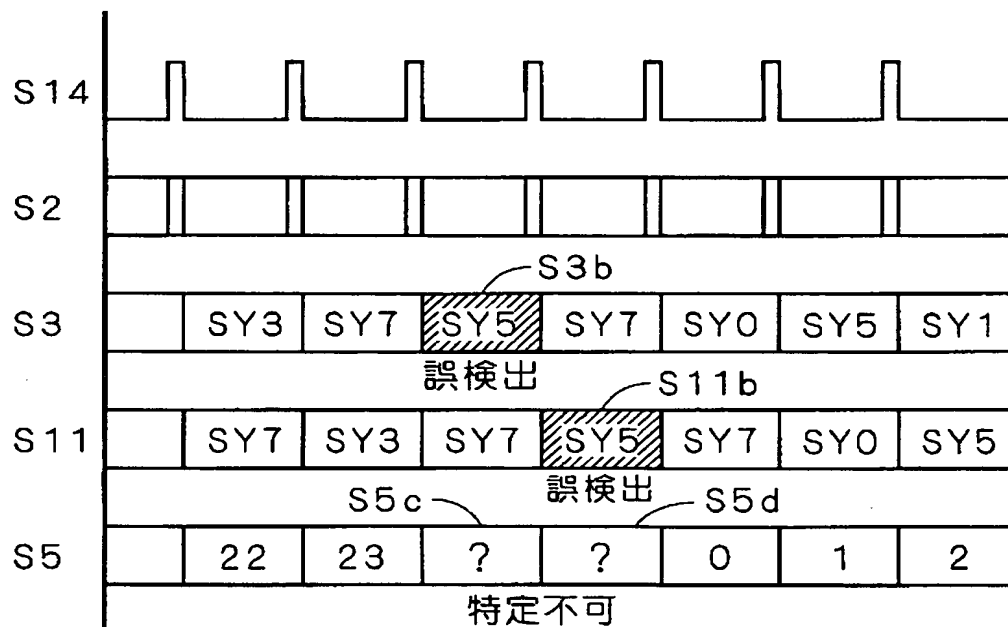 S14
S2
S3b
S3 SY3 SY7 SY5 SY7 SY0 SY5 SY1
誤検出
S11b
S11 SY7 SY3 SY7 SY5 SY7 SY0 SY5
誤検出
S5c S5d
S5 22 23 ? ? 0 1 2
特定不可